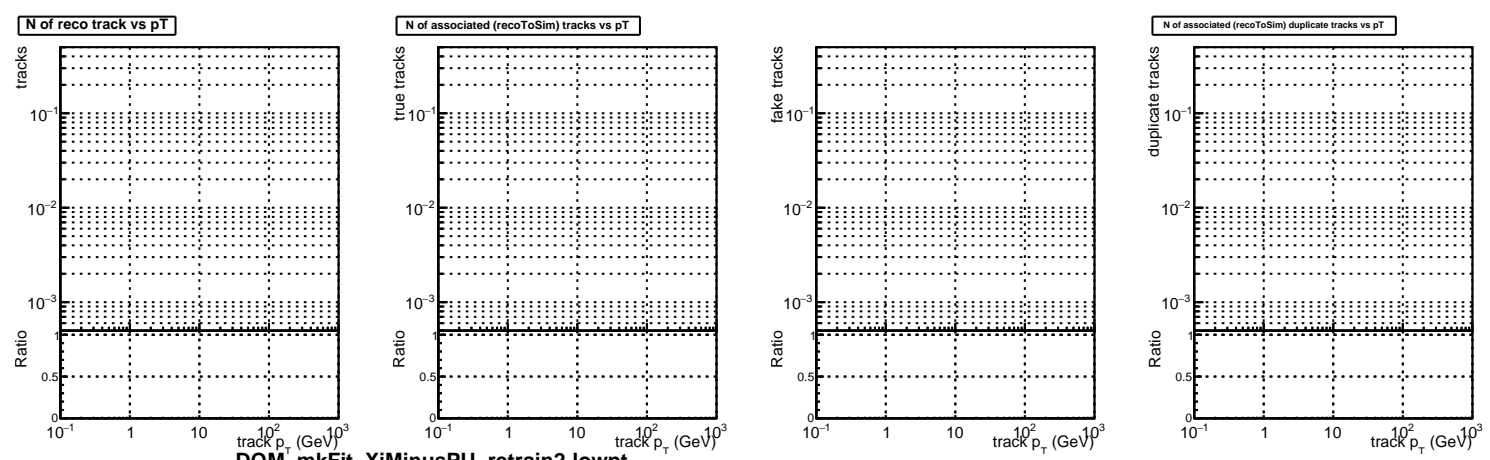 N of reco track vs pT
N of associated (recoToSim) tracks vs pT
N of associated (recoToSim) duplicate tracks vs pT
tracks
10⁻¹
10⁻²
10⁻³
Ratio
1
0.5
0
10⁻¹ 1 10 10² 10³
track p_T (GeV)
true tracks
10⁻¹
10⁻²
10⁻³
Ratio
1
0.5
0
10⁻¹ 1 10 10² 10³
track p_T (GeV)
fake tracks
10⁻¹
10⁻²
10⁻³
Ratio
1
0.5
0
10⁻¹ 1 10 10² 10³
track p_T (GeV)
duplicate tracks
10⁻¹
10⁻²
10⁻³
Ratio
1
0.5
0
10⁻¹ 1 10 10² 10³
track p_T (GeV)
DQM_mkFit_XiMinusPU_retrain2_lowpt